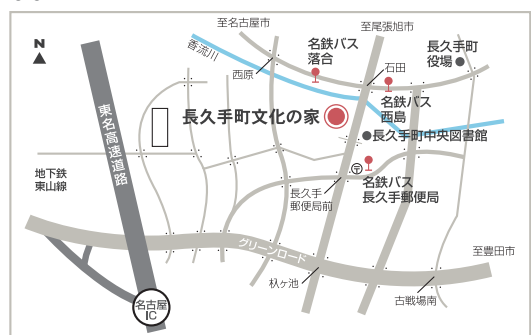 至名古屋市
至尾張旭市
N
香流川
名鉄バス
落合
長久手町
役場
西原
石田
名鉄バス
西島
長久手町文化の家
長久手町中央図書館
東名高速道路
地下鉄
東山線
名鉄バス
長久手郵便局
長久手
郵便局前
グリーンロード
至豊田市
杁ヶ池
古戦場南
名古屋
IC